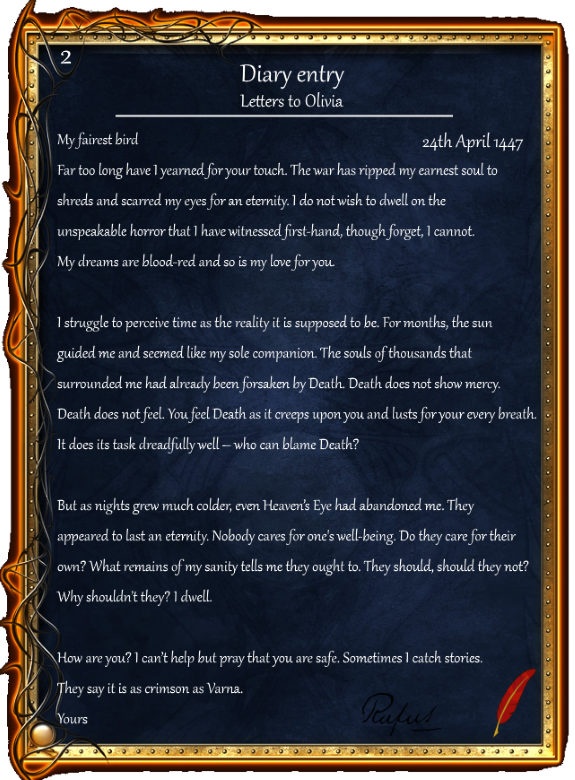 2
Diary entry
Letters to Olivia
My fairest bird
24th April 1447
Far too long have I yearned for your touch. The war has ripped my earnest soul to
shreds and scarred my eyes for an eternity. I do not wish to dwell on the
unspeakable horror that I have witnessed first-hand, though forget, I cannot.
My dreams are blood-red and so is my love for you.
I struggle to perceive time as the reality it is supposed to be. For months, the sun
guided me and seemed like my sole companion. The souls of thousands that
surrounded me had already been forsaken by Death. Death does not show mercy.
Death does not feel. You feel Death as it creeps upon you and lusts for your every breath.
It does its task dreadfully well – who can blame Death?
But as nights grew much colder, even Heaven's Eye had abandoned me. They
appeared to last an eternity. Nobody cares for one's well-being. Do they care for their
own? What remains of my sanity tells me they ought to. They should, should they not?
Why shouldn't they? I dwell.
How are you? I can't help but pray that you are safe. Sometimes I catch stories.
They say it is as crimson as Varna.
Yours
Rufus